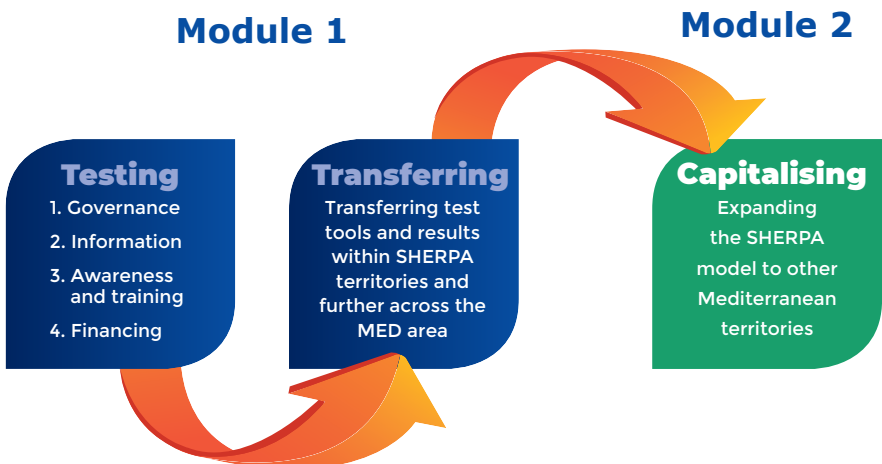 Module 1
Module 2
Testing
1. Governance
2. Information
3. Awareness
and training
4. Financing
Transferring
Transferring test
tools and results
within SHERPA
territories and
further across the
MED area
Capitalising
Expanding
the SHERPA
model to other
Mediterranean
territories